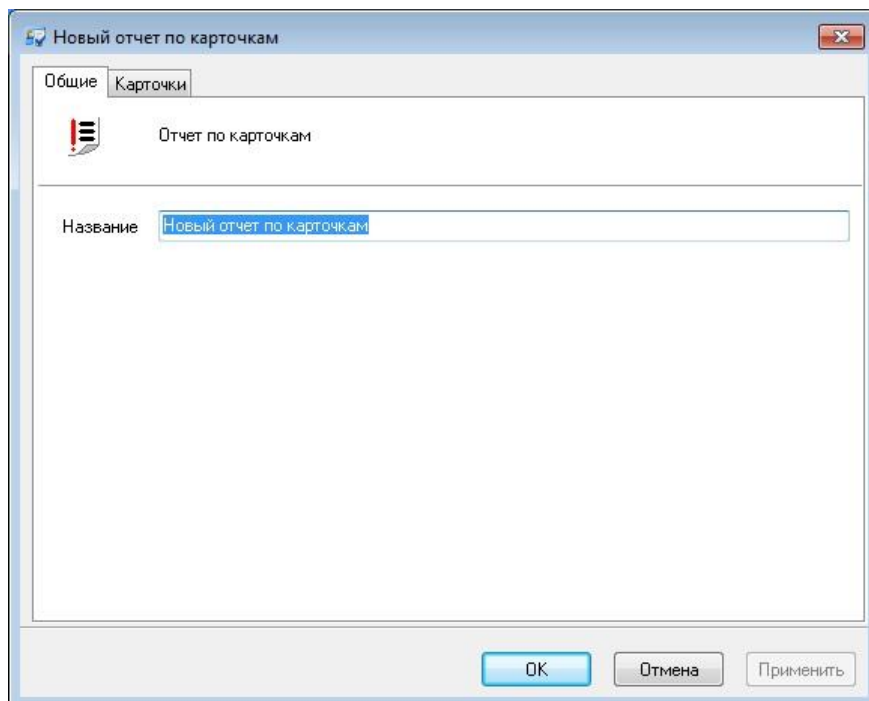 Новый отчет по карточкам
Общие Карточки
Отчет по карточкам
Название Новый отчет по карточкам
OK Отмена Применить